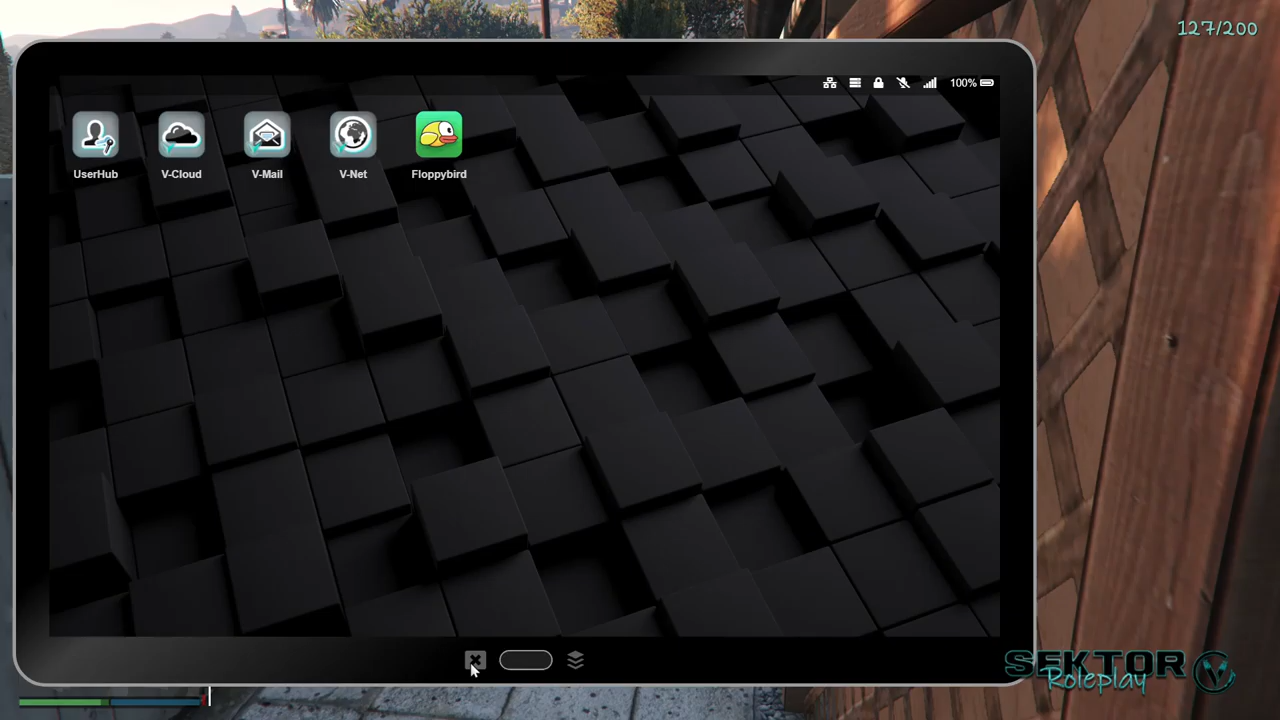 127/200
100%
UserHub
V-Cloud
V-Mail
V-Net
Floppybird
SEKTOR
Roleplay
V